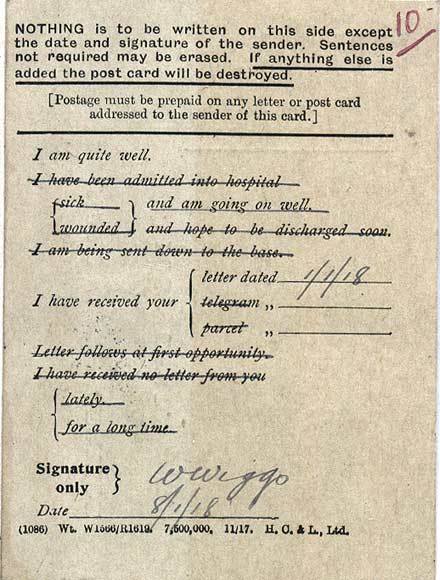 10
NOTHING is to be written on this side except
the date and signature of the sender. Sentences
not required may be erased. If anything else is
added the post card will be destroyed.
[Postage must be prepaid on any letter or post card
addressed to the sender of this card.]
I am quite well.
I have been admitted into hospital
sick and am going on well.
wounded and hope to be discharged soon.
I am being sent down to the base.
letter dated 1/1/18
I have received your telegram „
parcel „
Letter follows at first opportunity.
I have received no letter from you
lately.
for a long time
Signature
only
Date 8/1/18
(1086) Wt. W1566/R1619. 7,500,000. 11/17. H. C. & L., Ltd.